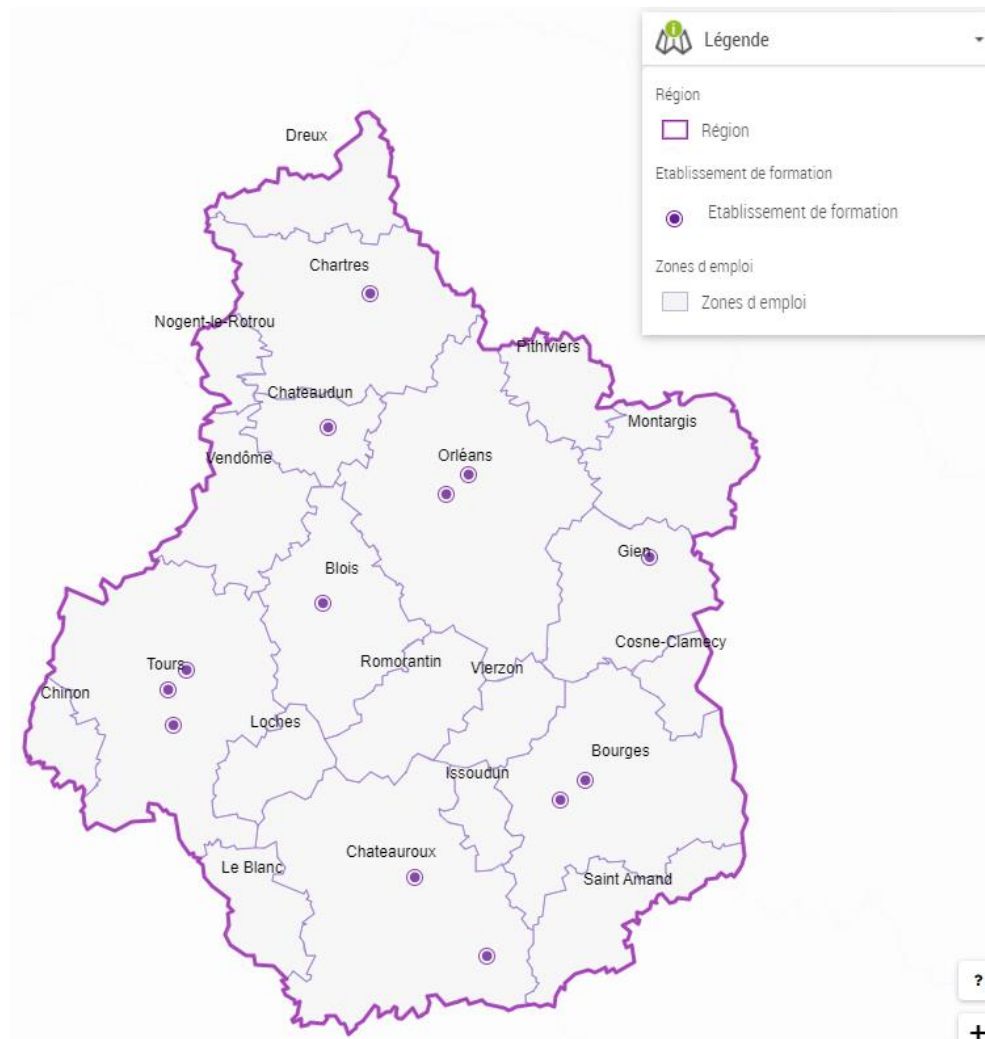 Légende
Région
Région
Etablissement de formation
Etablissement de formation
Zones d emploi
Zones d emploi
Dreux
Chartres
Nogent-le-Rotrou
Pithiviers
Chateaudun
Montargis
Vendôme
Orléans
Gien
Blois
Cosne-Clamecy
Romorantin
Vierzon
Tours
Chinon
Loches
Bourges
Issoudun
Chateauroux
Le Blanc
Saint Amand
?
+